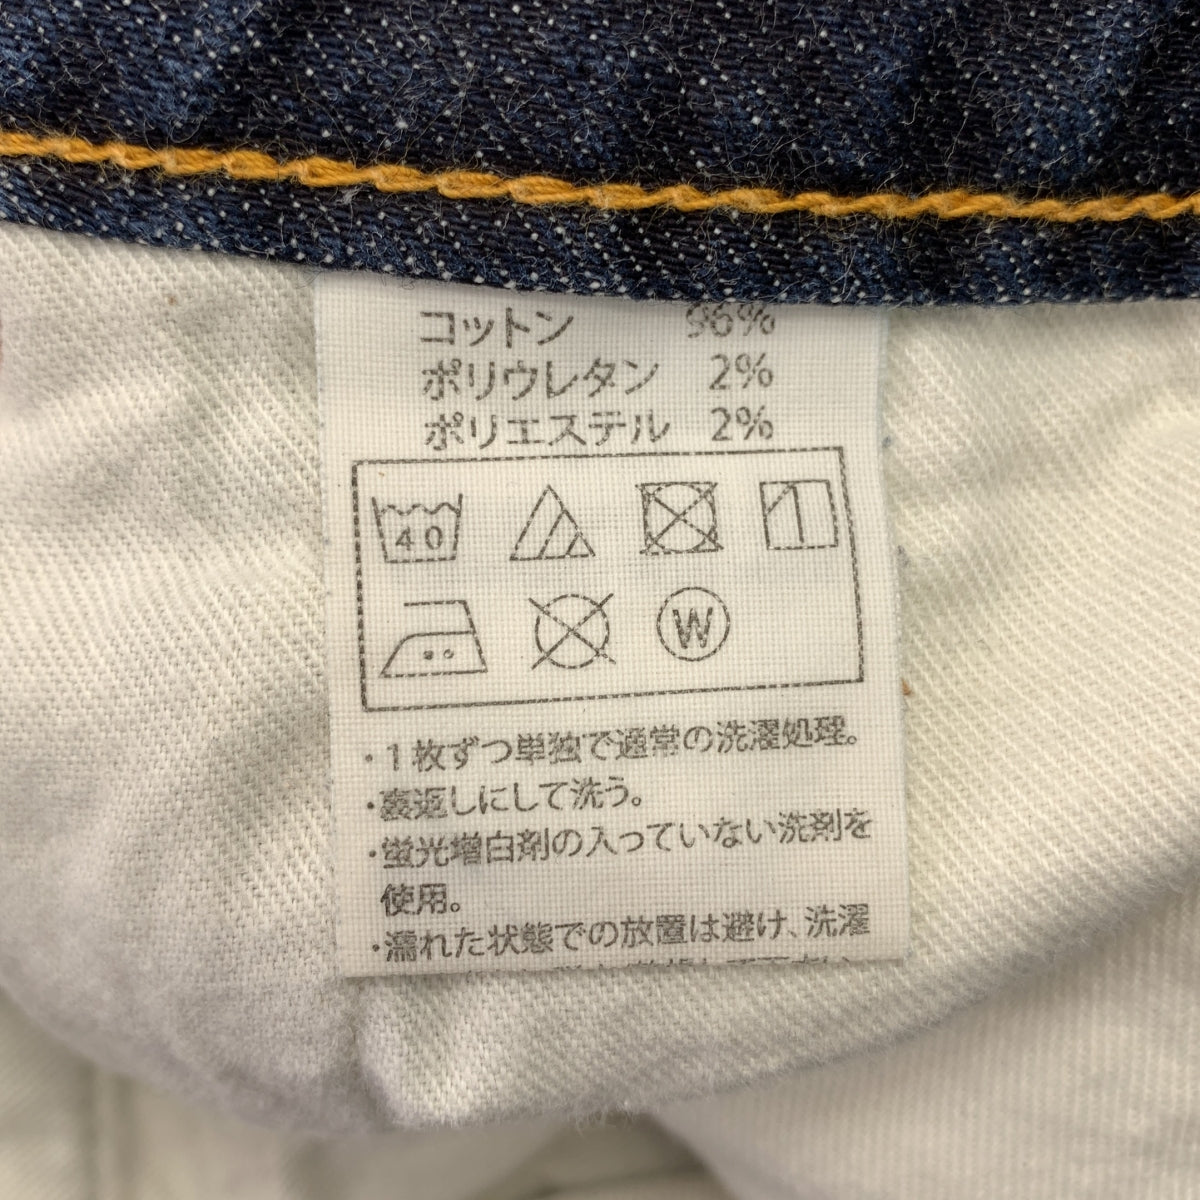 コットン 96%
ポリウレタン 2%
ポリエステル 2%
40
W
・1枚ずつ単独で通常の洗濯処理。
・裏返しにして洗う。
・蛍光増白剤の入っていない洗剤を
使用。
・濡れた状態での放置は避け、洗濯